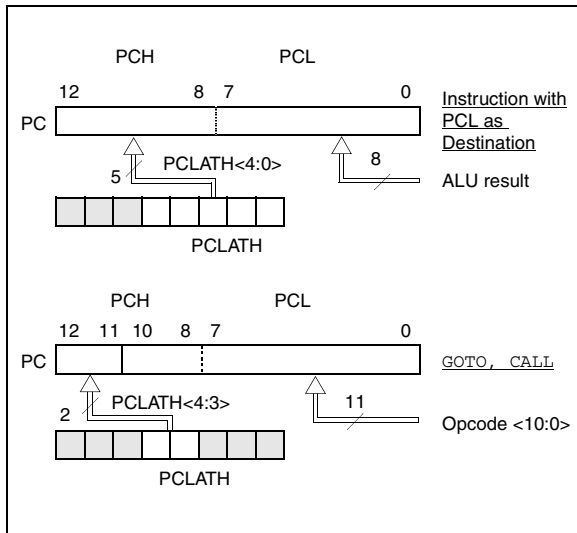 PCH PCL
12 8 7 0
PC
Instruction with
PCL as
Destination
5 PCLATH<4:0>
8
ALU result
PCLATH
PCH PCL
12 11 10 8 7 0
PC
GOTO, CALL
2 PCLATH<4:3>
11
Opcode <10:0>
PCLATH